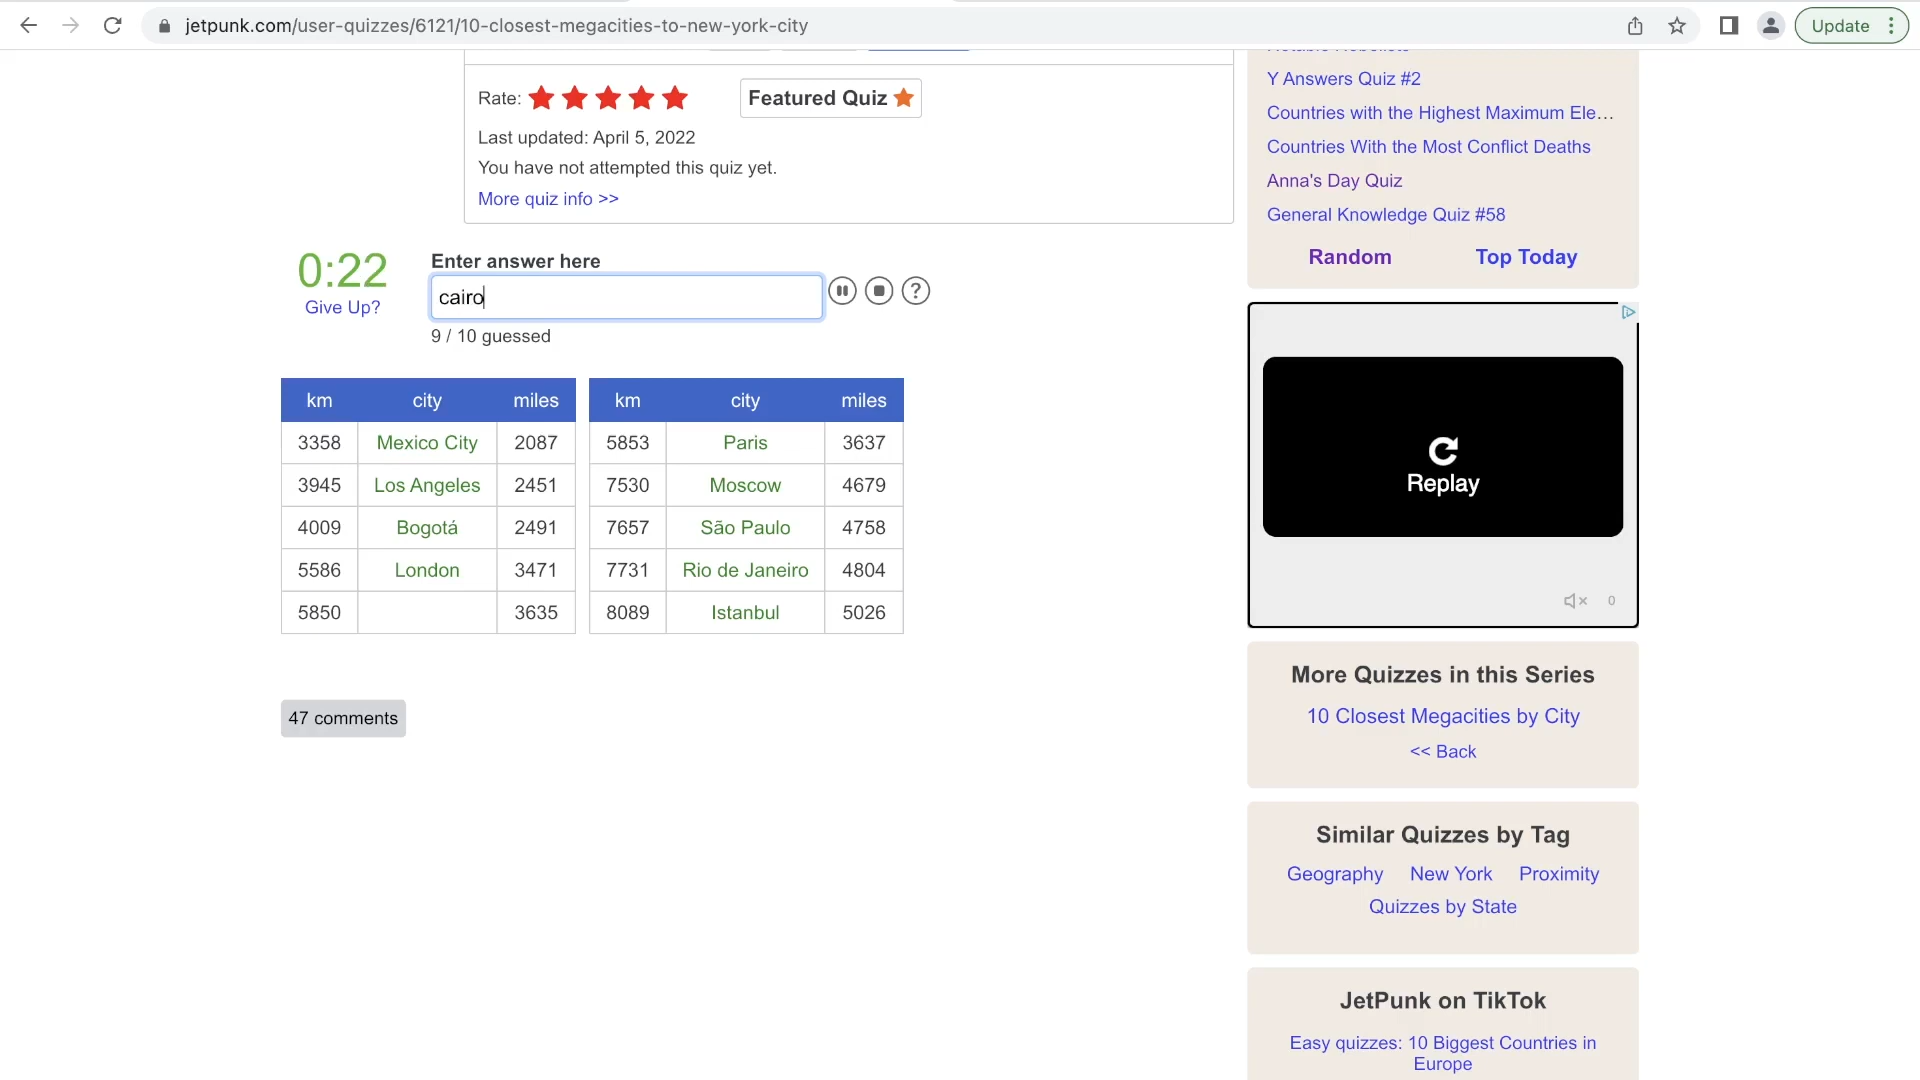 jetpunk.com/user-quizzes/6121/10-closest-megacities-to-new-york-city
Update
Rate:
Featured Quiz
Last updated: April 5, 2022
You have not attempted this quiz yet.
More quiz info >>
0:22
Give Up?
Enter answer here
cairo
?
9 / 10 guessed
km city miles km city miles
3358 Mexico City 2087 5853 Paris 3637
3945 Los Angeles 2451 7530 Moscow 4679
4009 Bogotá 2491 7657 São Paulo 4758
5586 London 3471 7731 Rio de Janeiro 4804
5850 3635 8089 Istanbul 5026
47 comments
Y Answers Quiz #2
Countries with the Highest Maximum Ele…
Countries With the Most Conflict Deaths
Anna's Day Quiz
General Knowledge Quiz #58
Random Top Today
Replay
0
More Quizzes in this Series
10 Closest Megacities by City
<< Back
Similar Quizzes by Tag
Geography New York Proximity
Quizzes by State
JetPunk on TikTok
Easy quizzes: 10 Biggest Countries in
Europe